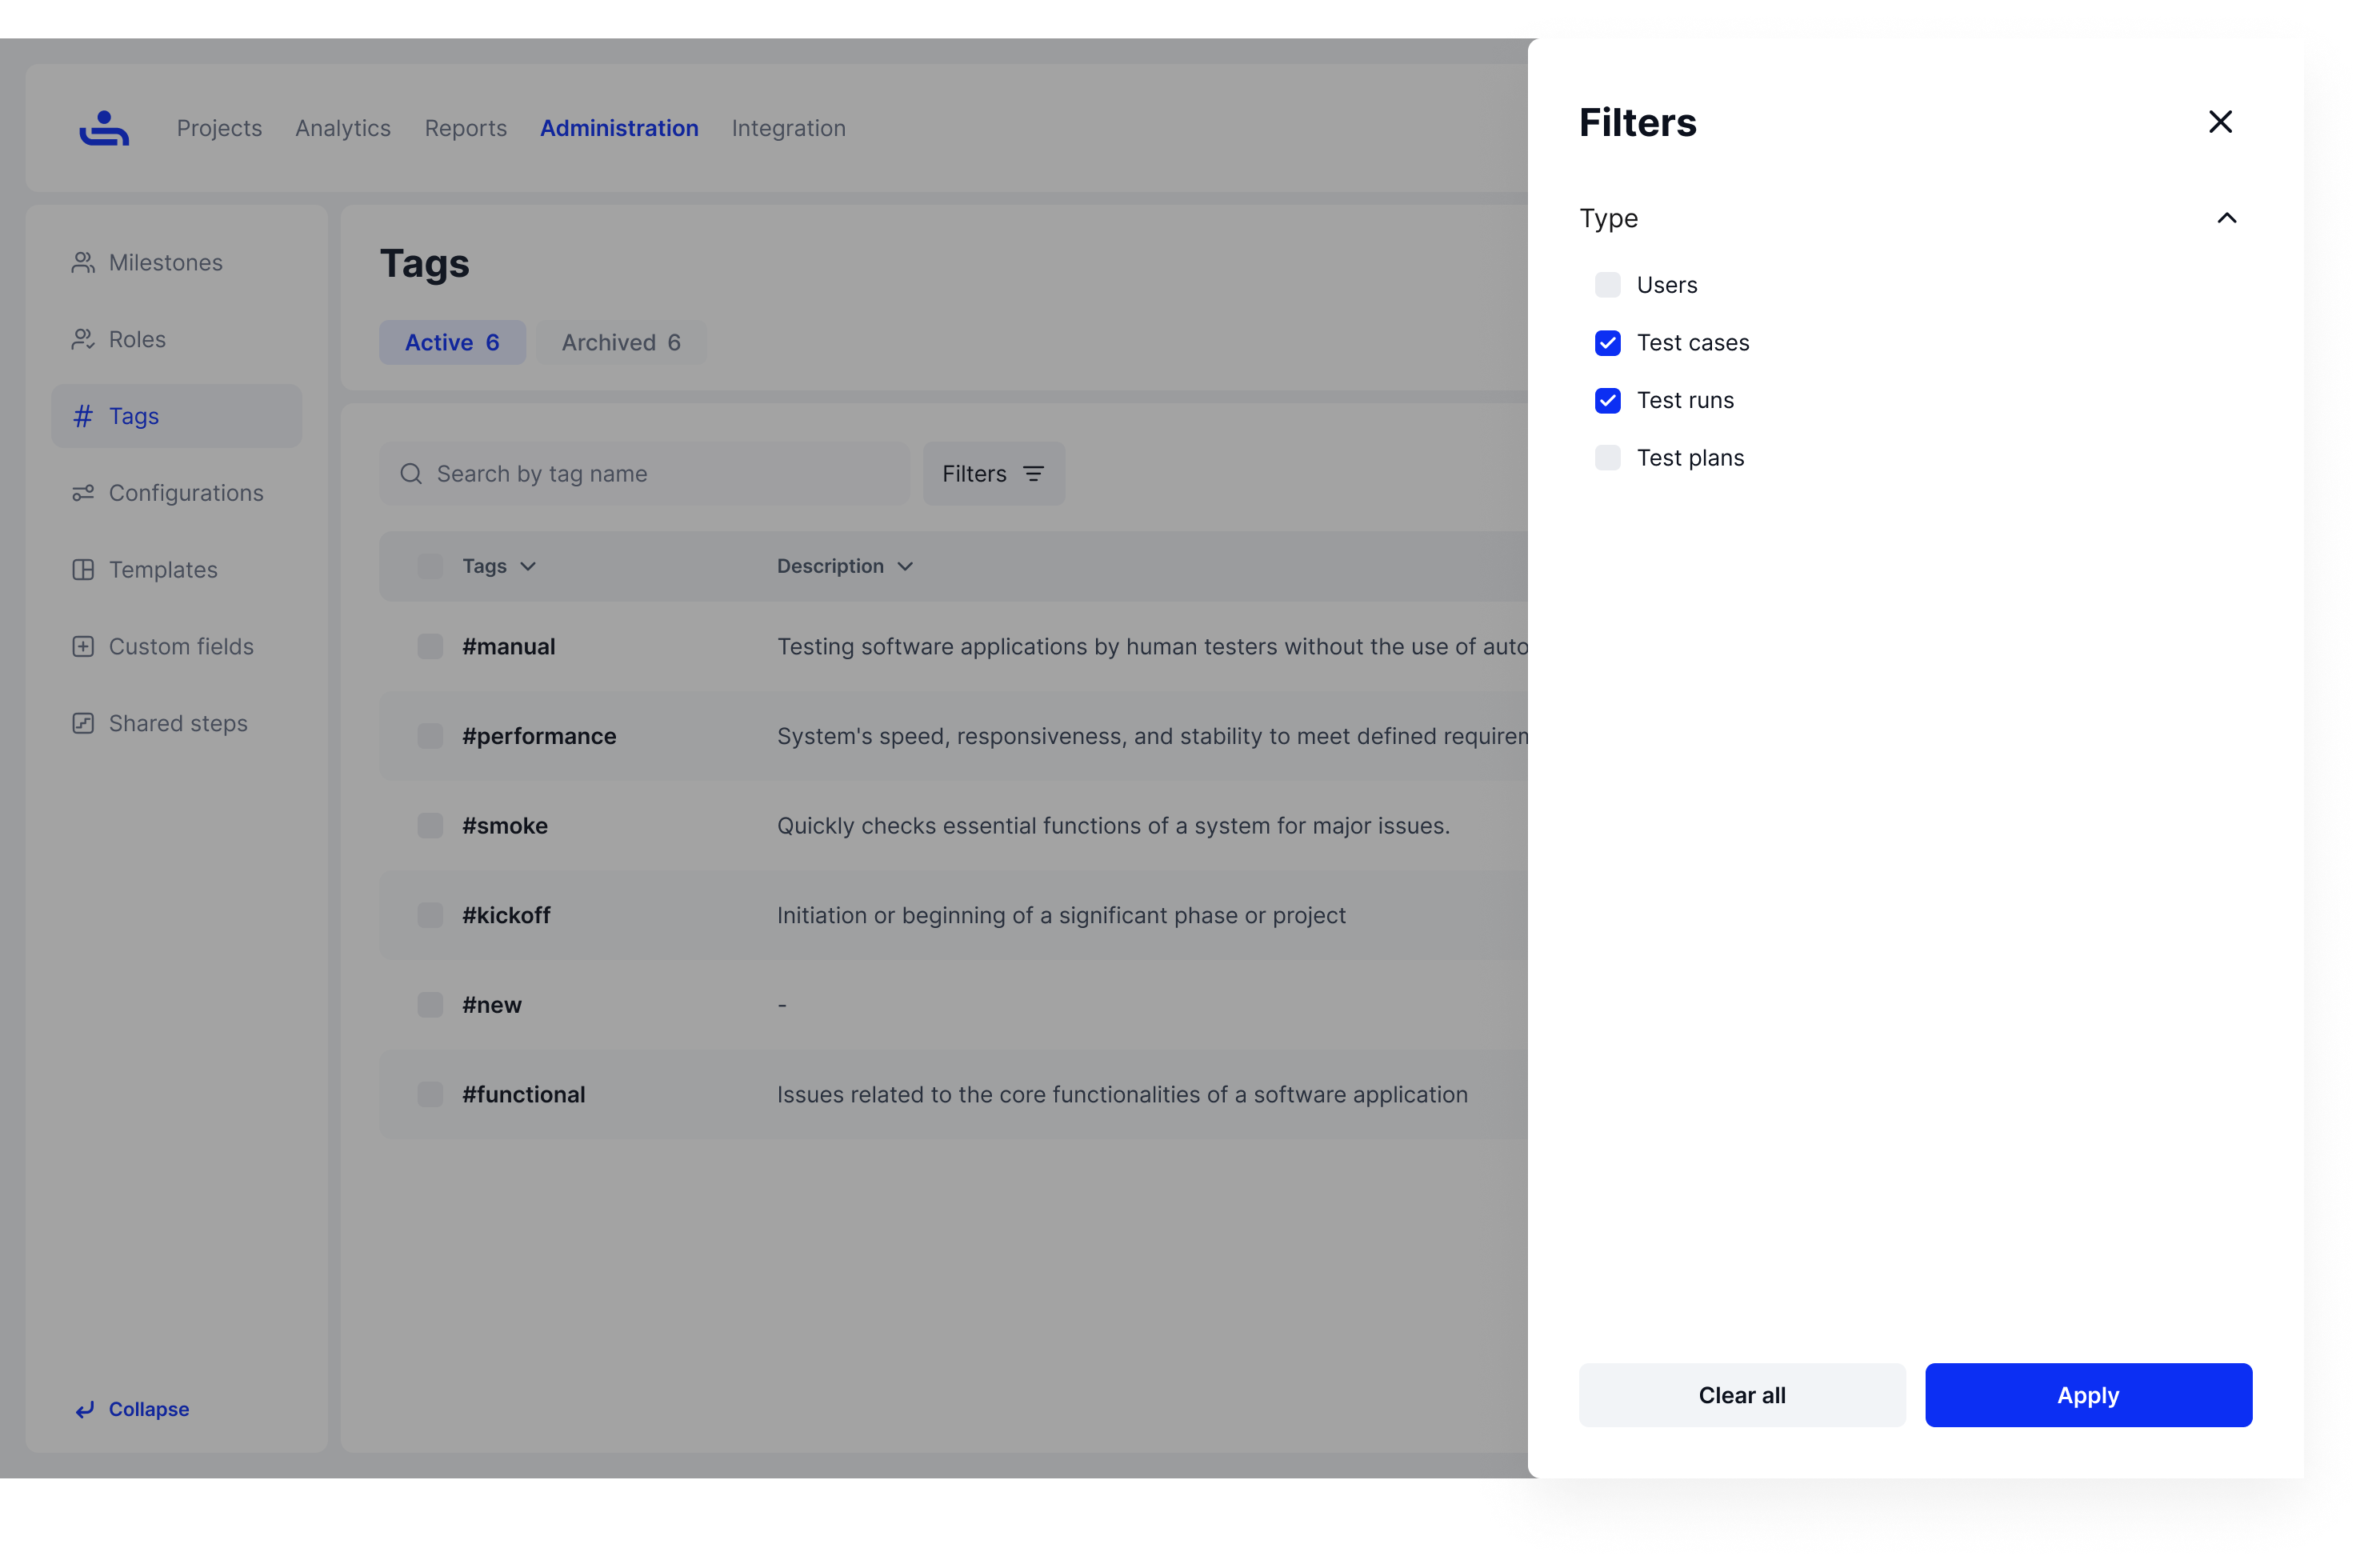 Projects Analytics Reports Administration Integration
Milestones
Roles
# Tags
Configurations
Templates
Custom fields
Shared steps
Collapse
Tags
Active 6 Archived 6
Search by tag name Filters
Tags Description
#manual Testing software applications by human testers without the use of auto
#performance System's speed, responsiveness, and stability to meet defined requirem
#smoke Quickly checks essential functions of a system for major issues.
#kickoff Initiation or beginning of a significant phase or project
#new -
#functional Issues related to the core functionalities of a software application
Filters
Type
Users
Test cases
Test runs
Test plans
Clear all Apply